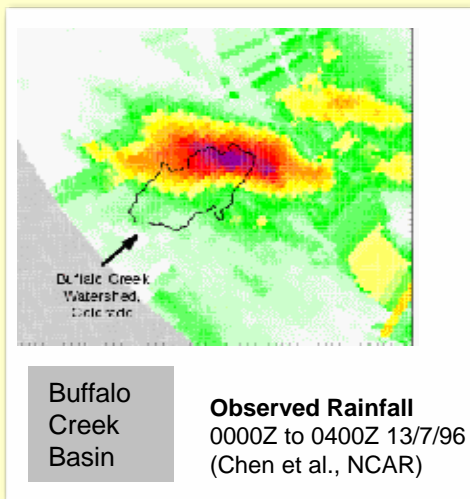 Buffalo Creek
Watershed,
Colorado
Buffalo
Creek
Basin
Observed Rainfall
0000Z to 0400Z 13/7/96
(Chen et al., NCAR)